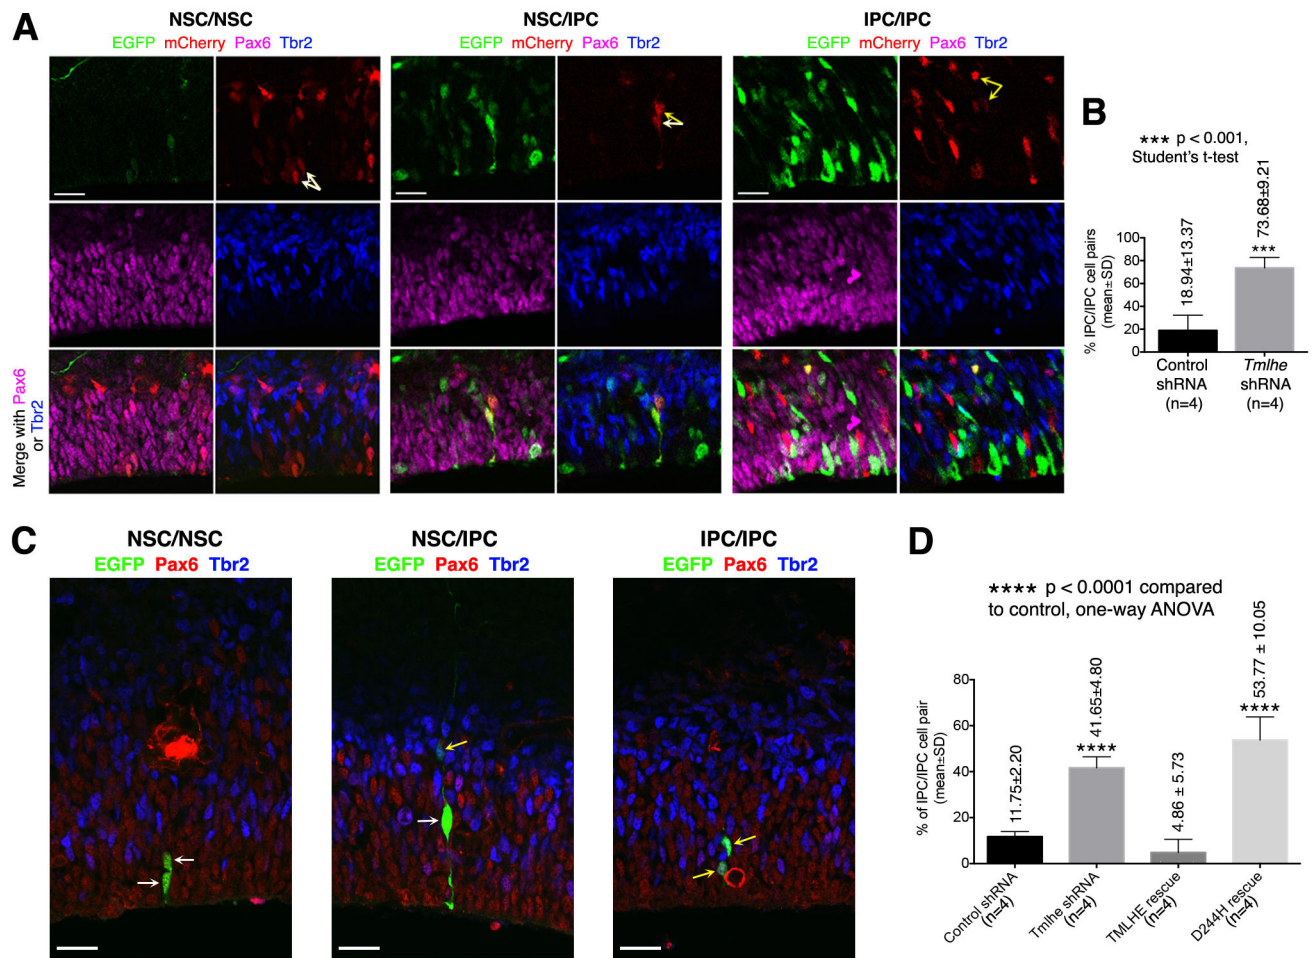 A
NSC/NSC
EGFP mCherry Pax6 Tbr2
NSC/IPC
EGFP mCherry Pax6 Tbr2
IPC/IPC
EGFP mCherry Pax6 Tbr2
Merge with Pax6
or Tbr2
B
*** p < 0.001,
Student's t-test
% IPC/IPC cell pairs
(mean±SD)
100
80
60
40
20
0
18.94±13.37
73.68±9.21
***
Control
shRNA
(n=4)
Tmlhe
shRNA
(n=4)
C
NSC/NSC
EGFP Pax6 Tbr2
NSC/IPC
EGFP Pax6 Tbr2
IPC/IPC
EGFP Pax6 Tbr2
D
**** p < 0.0001 compared
to control, one-way ANOVA
% of IPC/IPC cell pair
(mean±SD)
80
60
40
20
0
11.75±2.20
41.65±4.80
****
4.86 ± 5.73
53.77 ± 10.05
****
Control shRNA
(n=4)
Tmlhe shRNA
(n=4)
TMLHE rescue
(n=4)
D244H rescue
(n=4)